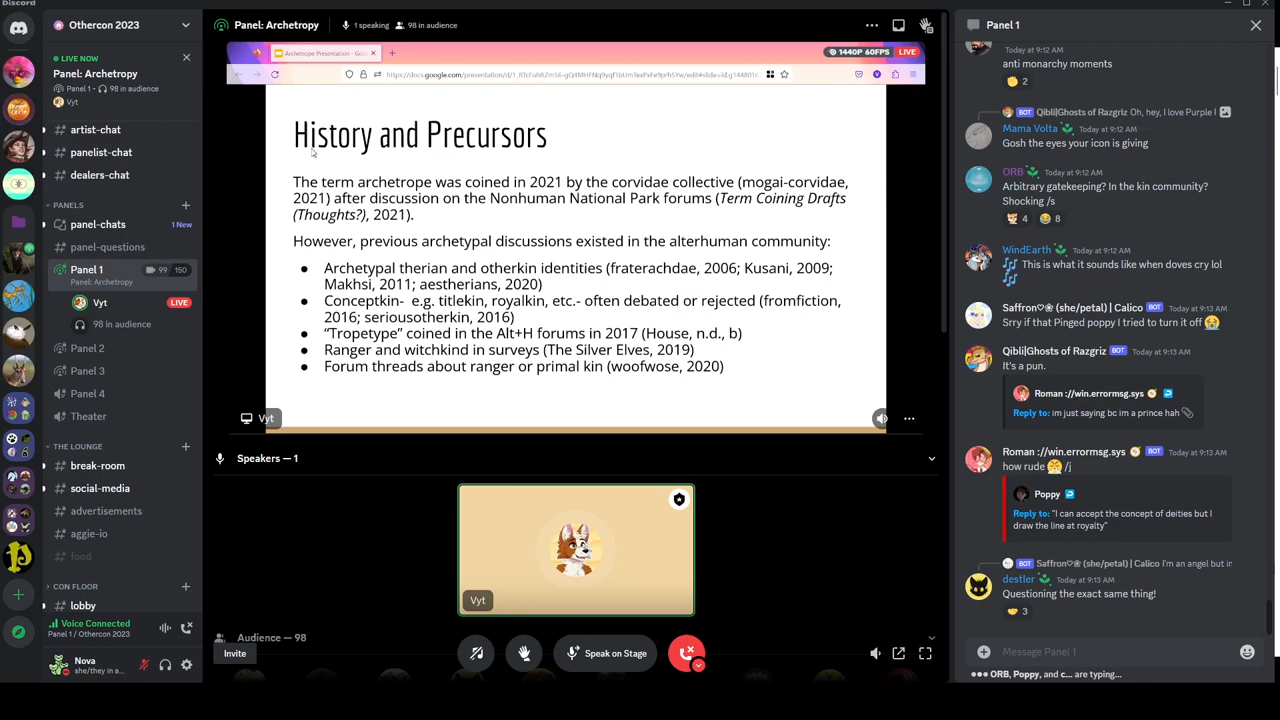 Discord
Othercon 2023
LIVE NOW
Panel: Archetropy
Panel 1 • 98 in audience
Vyt
artist-chat
panelist-chat
dealers-chat
PANELS
panel-chats
1 New
panel-questions
Panel 1
99 150
Panel: Archetropy
Vyt
LIVE
98 in audience
Panel 2
Panel 3
Panel 4
Theater
THE LOUNGE
break-room
social-media
advertisements
aggie-io
food
CON FLOOR
lobby
Voice Connected
Panel 1 / Othercon 2023
Nova
she/they in a...
Panel: Archetropy
1 speaking
98 in audience
1440P 60FPS
LIVE
History and Precursors
The term archetrope was coined in 2021 by the corvidae collective (mogai-corvidae,
2021) after discussion on the Nonhuman National Park forums (Term Coining Drafts
(Thoughts?), 2021).
However, previous archetypal discussions existed in the alterhuman community:
● Archetypal therian and otherkin identities (fraterachdae, 2006; Kusani, 2009;
Makhsi, 2011; aestherians, 2020)
● Conceptkin- e.g. titlekin, royalkin, etc.- often debated or rejected (fromfiction,
2016; seriousotherkin, 2016)
● “Tropetype” coined in the Alt+H forums in 2017 (House, n.d., b)
● Ranger and witchkind in surveys (The Silver Elves, 2019)
● Forum threads about ranger or primal kin (woofwose, 2020)
Vyt
Speakers — 1
Vyt
Audience — 98
Invite
Speak on Stage
Panel 1
Today at 9:12 AM
anti monarchy moments
2
BOT Qibli|Ghosts of Razgriz Oh, hey, I love Purple !
Mama Volta Today at 9:12 AM
Gosh the eyes your icon is giving
ORB Today at 9:12 AM
Arbitrary gatekeeping? In the kin community?
Shocking /s
4 8
WindEarth Today at 9:12 AM
This is what it sounds like when doves cry lol
Saffron♡❀ (she/petal) | Calico BOT Today at 9:13 AM
Srry if that Pinged poppy I tried to turn it off
Qibli|Ghosts of Razgriz BOT Today at 9:13 AM
It's a pun.
Roman ://win.errormsg.sys
Reply to: im just saying bc im a prince hah
Roman ://win.errormsg.sys BOT Today at 9:13 AM
how rude /j
Poppy
Reply to: "I can accept the concept of deities but I
draw the line at royalty"
BOT Saffron♡❀ (she/petal) | Calico I'm an angel but in
destler Today at 9:13 AM
Questioning the exact same thing!
3
Message Panel 1
ORB, Poppy, and c... are typing...